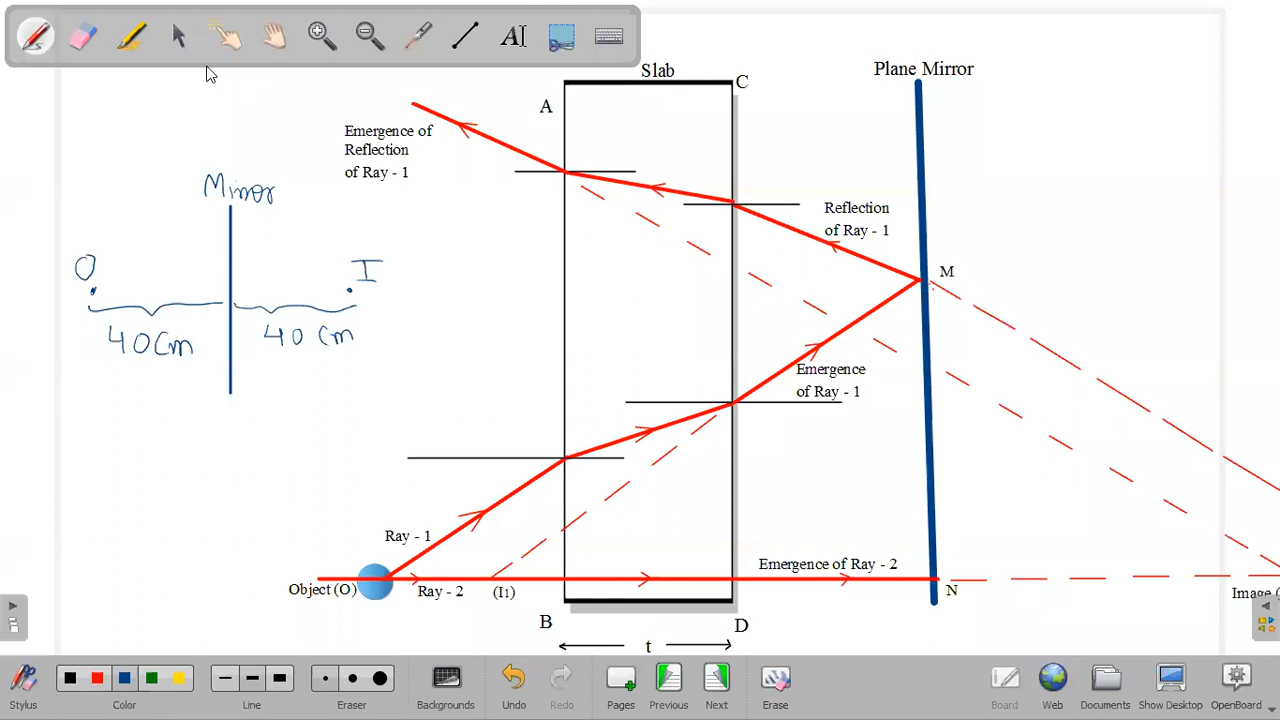 AI
Slab
Plane Mirror
A
C
Emergence of
Reflection
of Ray - 1
Mirror
Reflection
of Ray - 1
O
I
M
40 Cm
40 Cm
Emergence
of Ray - 1
Ray - 1
Emergence of Ray - 2
Object (O)
Ray - 2
(I1)
N
Image (
B
D
t
Stylus
Color
Line
Eraser
Backgrounds
Undo
Redo
Pages
Previous
Next
Erase
Board
Web
Documents
Show Desktop
OpenBoard